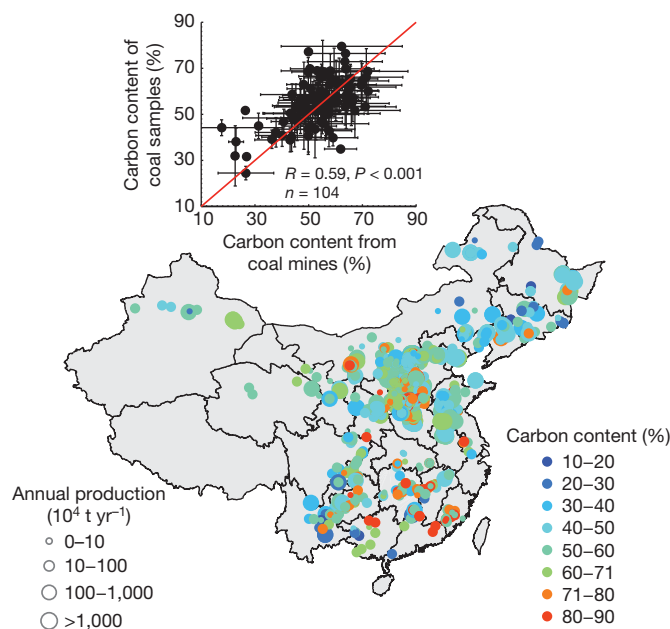 90
70
50
30
10
Carbon content of
coal samples (%)
R = 0.59, P < 0.001
n = 104
10 30 50 70 90
Carbon content from
coal mines (%)
Annual production
(10⁴ t yr⁻¹)
0–10
10–100
100–1,000
>1,000
Carbon content (%)
10–20
20–30
30–40
40–50
50–60
60–71
71–80
80–90